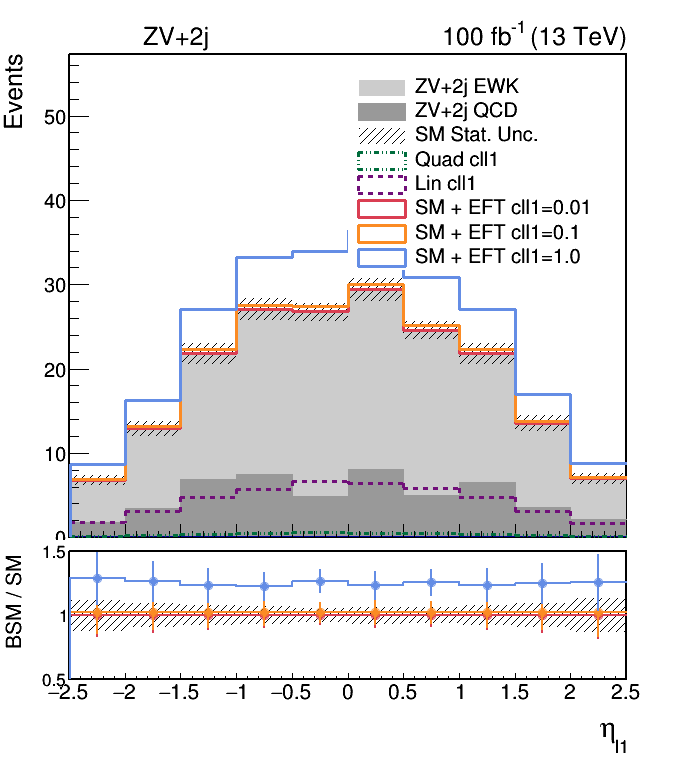 ZV+2j 100 fb-1 (13 TeV)
Events
ZV+2j EWK
ZV+2j QCD
SM Stat. Unc.
Quad cll1
Lin cll1
SM + EFT cll1=0.01
SM + EFT cll1=0.1
SM + EFT cll1=1.0
50
40
30
20
10
0
BSM / SM
1.5
1
0.5
−2.5 −2 −1.5 −1 −0.5 0 0.5 1 1.5 2 2.5
η l1